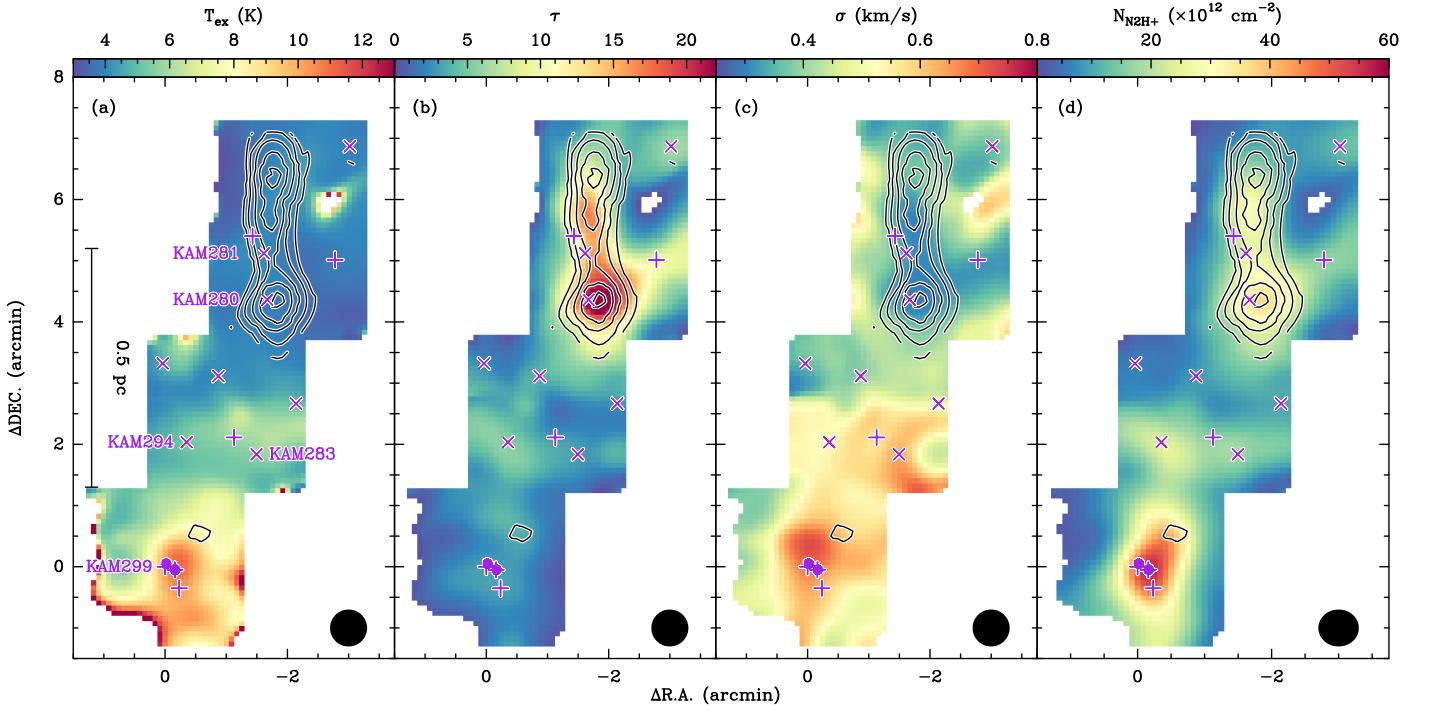 T_ex (K)
τ
σ (km/s)
N_N2H+ (×10^12 cm^−2)
4 6 8 10 12
0 5 10 15 20
0.4 0.6 0.8
20 40 60
(a) (b) (c) (d)
8
6
4
2
0
ΔDEC. (arcmin)
KAM281
KAM280
0.5 pc
KAM294
KAM283
KAM299
0 −2
0 −2
0 −2
0 −2
ΔR.A. (arcmin)